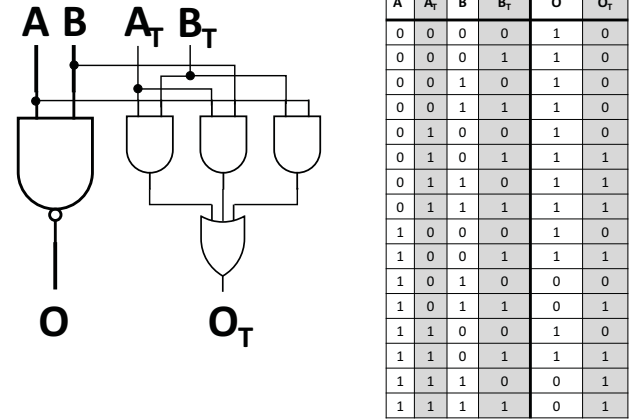 A B A_T B_T
O O_T
A A_T B B_T O O_T
0 0 0 0 1 0
0 0 0 1 1 0
0 0 1 0 1 0
0 0 1 1 1 0
0 1 0 0 1 0
0 1 0 1 1 1
0 1 1 0 1 1
0 1 1 1 1 1
1 0 0 0 1 0
1 0 0 1 1 1
1 0 1 0 0 0
1 0 1 1 0 1
1 1 0 0 1 0
1 1 0 1 1 1
1 1 1 0 0 1
1 1 1 1 0 1